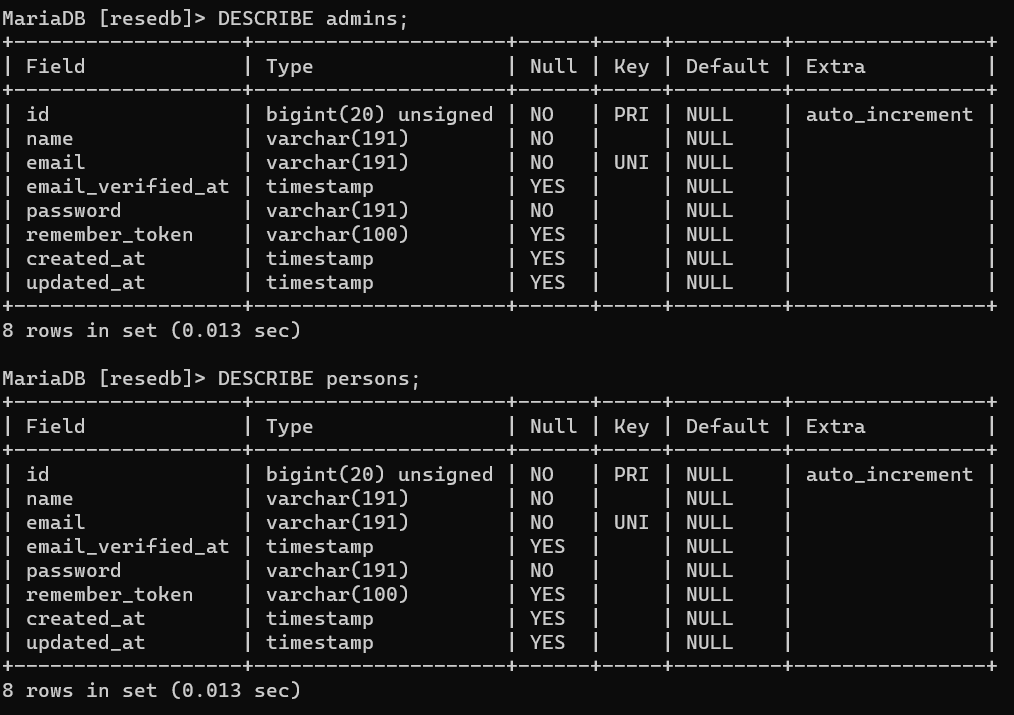 MariaDB [resedb]> DESCRIBE admins;
+-------------------+---------------------+------+-----+---------+----------------+
| Field             | Type                | Null | Key | Default | Extra          |
+-------------------+---------------------+------+-----+---------+----------------+
| id                | bigint(20) unsigned | NO   | PRI | NULL    | auto_increment |
| name              | varchar(191)        | NO   |     | NULL    |                |
| email             | varchar(191)        | NO   | UNI | NULL    |                |
| email_verified_at | timestamp           | YES  |     | NULL    |                |
| password          | varchar(191)        | NO   |     | NULL    |                |
| remember_token    | varchar(100)        | YES  |     | NULL    |                |
| created_at        | timestamp           | YES  |     | NULL    |                |
| updated_at        | timestamp           | YES  |     | NULL    |                |
+-------------------+---------------------+------+-----+---------+----------------+
8 rows in set (0.013 sec)
MariaDB [resedb]> DESCRIBE persons;
+-------------------+---------------------+------+-----+---------+----------------+
| Field             | Type                | Null | Key | Default | Extra          |
+-------------------+---------------------+------+-----+---------+----------------+
| id                | bigint(20) unsigned | NO   | PRI | NULL    | auto_increment |
| name              | varchar(191)        | NO   |     | NULL    |                |
| email             | varchar(191)        | NO   | UNI | NULL    |                |
| email_verified_at | timestamp           | YES  |     | NULL    |                |
| password          | varchar(191)        | NO   |     | NULL    |                |
| remember_token    | varchar(100)        | YES  |     | NULL    |                |
| created_at        | timestamp           | YES  |     | NULL    |                |
| updated_at        | timestamp           | YES  |     | NULL    |                |
+-------------------+---------------------+------+-----+---------+----------------+
8 rows in set (0.013 sec)